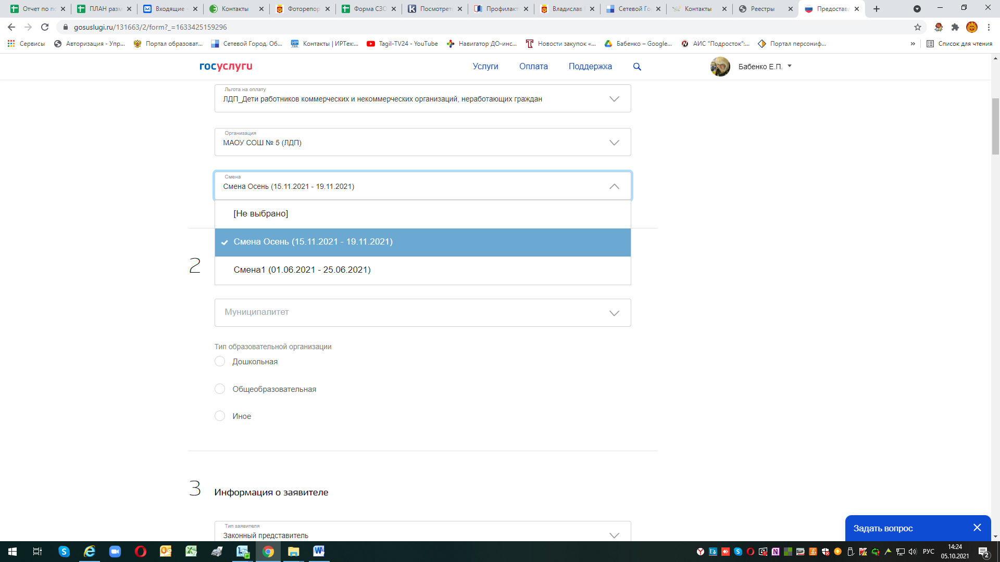 Отчет по по
ПЛАН разм
Входящие -
Контакты
Фоторепор
Форма СЗО
Посмотреть
Профилакт
Владислав
Сетевой Го
Контакты
Реестры
Предоставл
gosuslugi.ru/131663/2/form?_=1633425159296
Сервисы
Авторизация - Упр...
Портал образоват...
Сетевой Город. Об...
Контакты | ИРТех:...
Tagil-TV24 - YouTube
Навигатор ДО-инс...
Новости закупок «...
Бабенко – Google...
АИС "Подросток":...
Портал персониф...
»
Список для чтения
госуслуги
Услуги
Оплата
Поддержка
Бабенко Е.П.
Льгота на оплату
ЛДП_Дети работников коммерческих и некоммерческих организаций, неработающих граждан
Организация
МАОУ СОШ № 5 (ЛДП)
Смена
Смена Осень (15.11.2021 - 19.11.2021)
[Не выбрано]
Смена Осень (15.11.2021 - 19.11.2021)
2
Смена1 (01.06.2021 - 25.06.2021)
Муниципалитет
Тип образовательной организации
Дошкольная
Общеобразовательная
Иное
3
Информация о заявителе
Тип заявителя
Законный представитель
Задать вопрос
РУС
14:24
05.10.2021
2